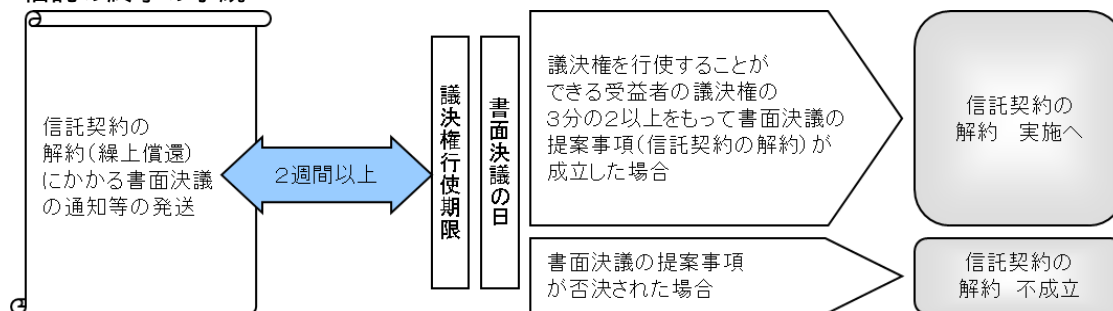 信託契約の
解約(繰上償還)
にかかる書面決議
の通知等の発送
２週間以上
議決権行使期限
書面決議の日
議決権を行使することが
できる受益者の議決権の
３分の２以上をもって書面決議の
提案事項(信託契約の解約)が
成立した場合
信託契約の
解約　実施へ
書面決議の提案事項
が否決された場合
信託契約の
解約　不成立